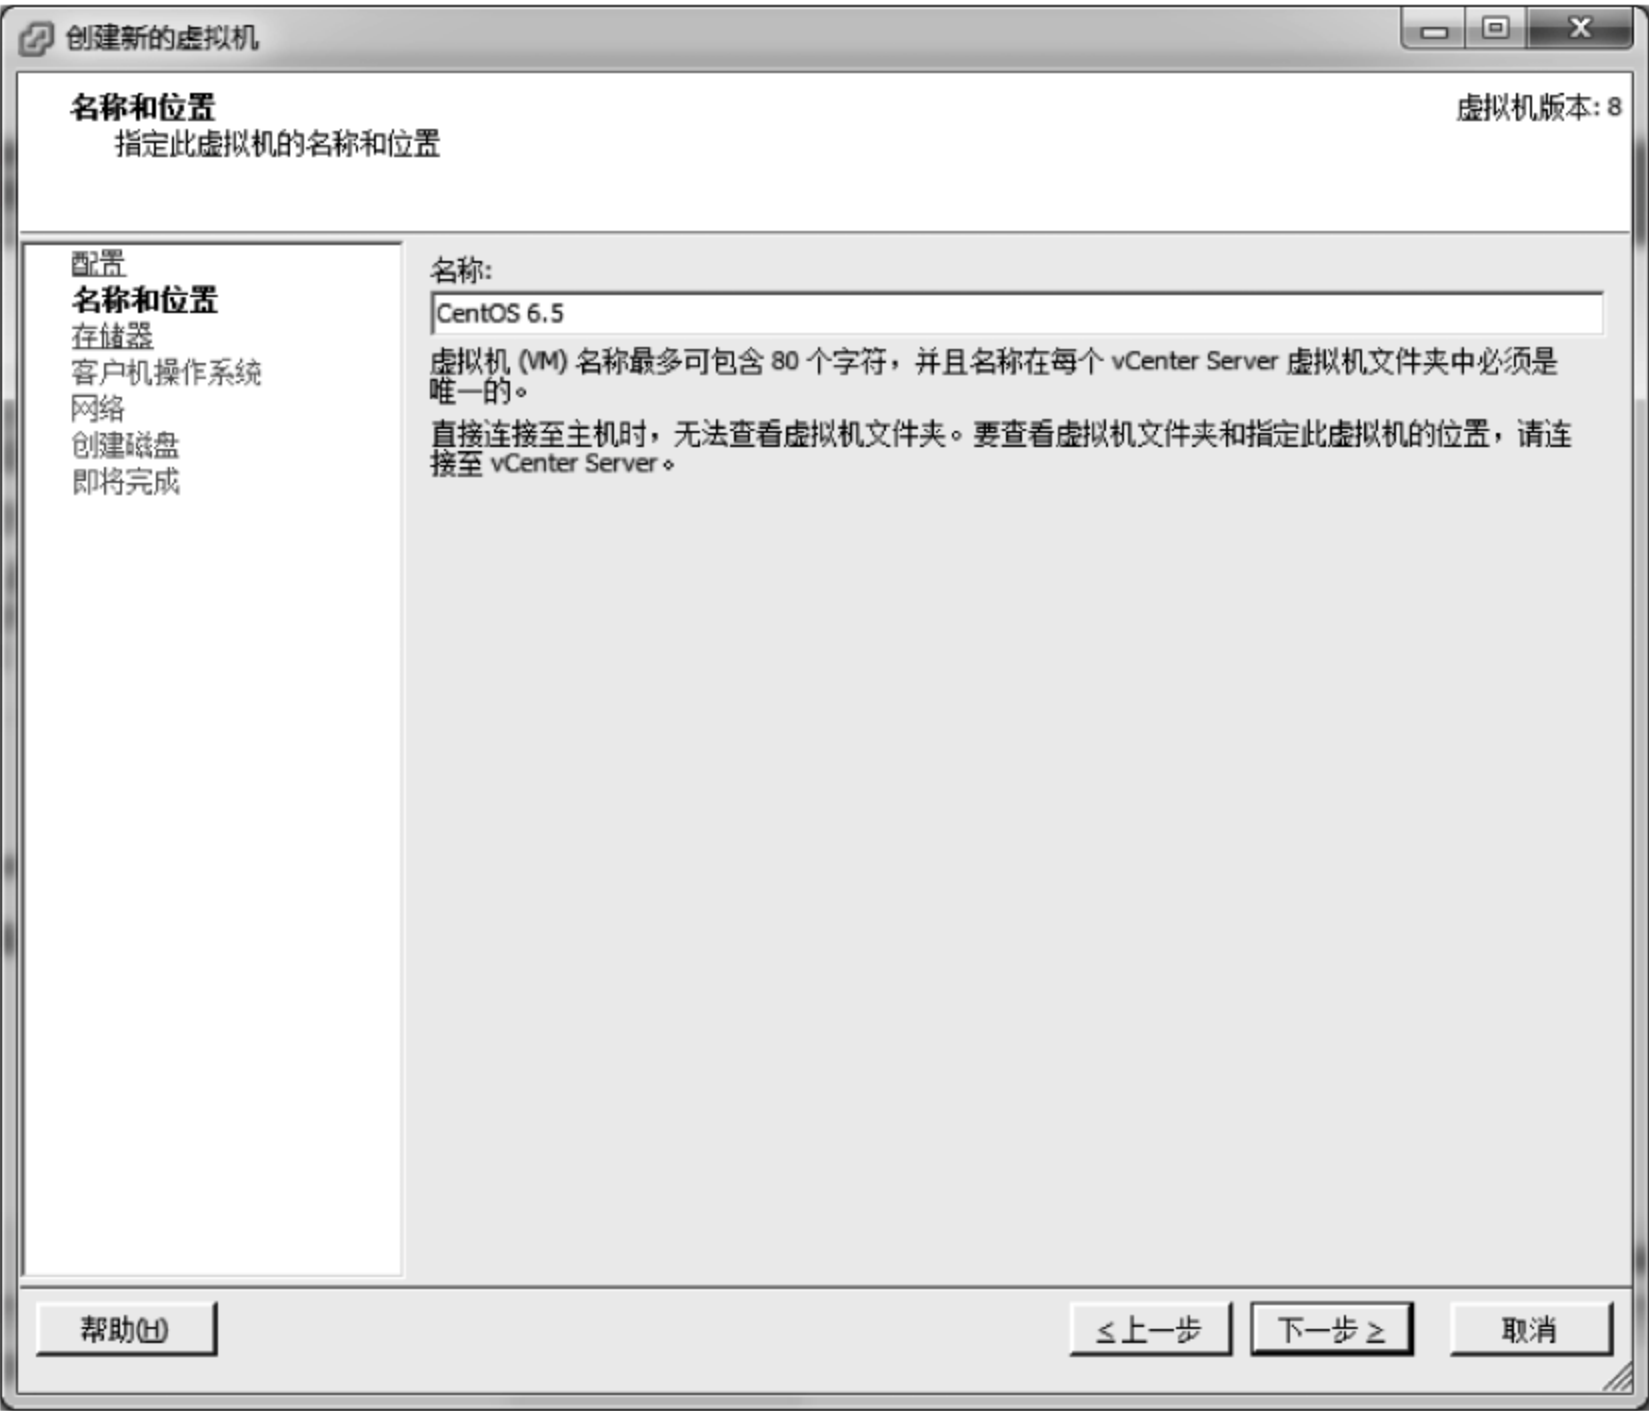 创建新的虚拟机
名称和位置
指定此虚拟机的名称和位置
虚拟机版本: 8
配置
名称和位置
存储器
客户机操作系统
网络
创建磁盘
即将完成
名称:
CentOS 6.5
虚拟机 (VM) 名称最多可包含 80 个字符，并且名称在每个 vCenter Server 虚拟机文件夹中必须是
唯一的。
直接连接至主机时，无法查看虚拟机文件夹。要查看虚拟机文件夹和指定此虚拟机的位置，请连
接至 vCenter Server。
帮助(H)
≤上一步
下一步 ≥
取消